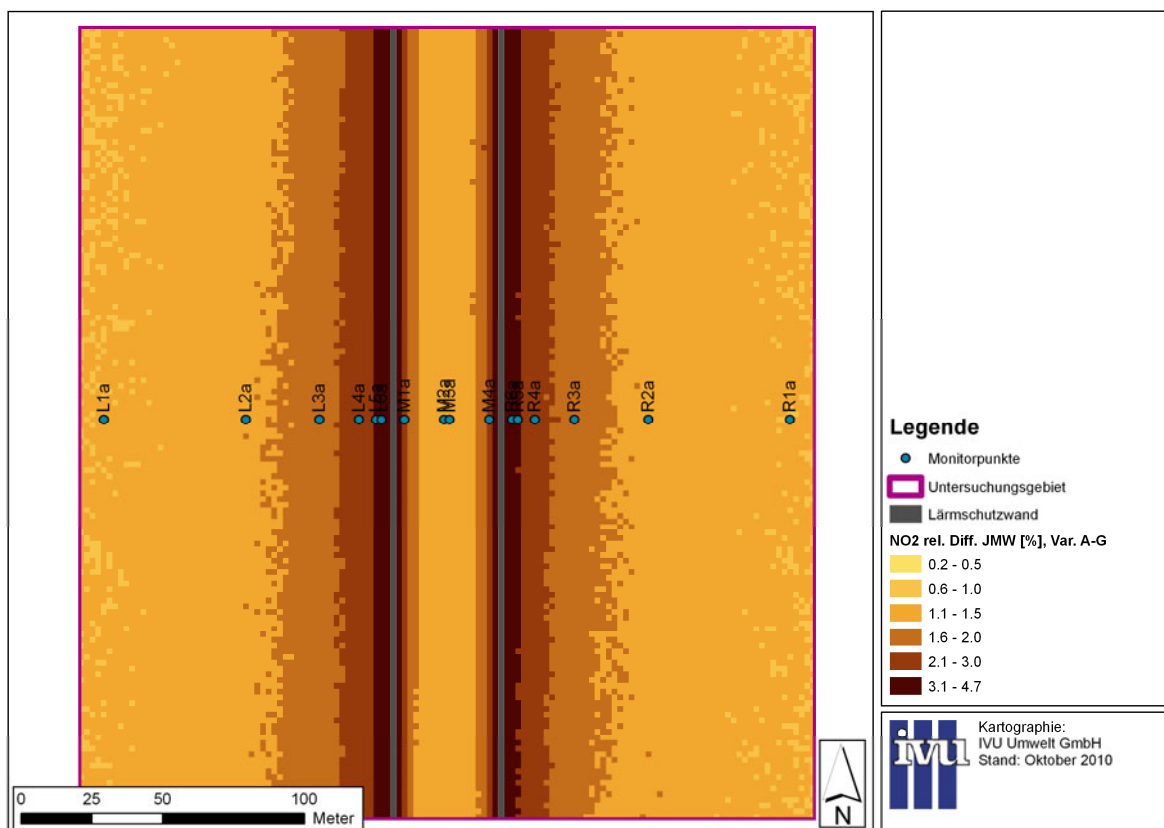 L1a
L2a
L3a
L4a
M1a
M4a
R4a
R3a
R2a
R1a
0 25 50 100
Meter
N
Legende
Monitorpunkte
Untersuchungsgebiet
Lärmschutzwand
NO2 rel. Diff. JMW [%], Var. A-G
0.2 - 0.5
0.6 - 1.0
1.1 - 1.5
1.6 - 2.0
2.1 - 3.0
3.1 - 4.7
ivu
Kartographie:
IVU Umwelt GmbH
Stand: Oktober 2010